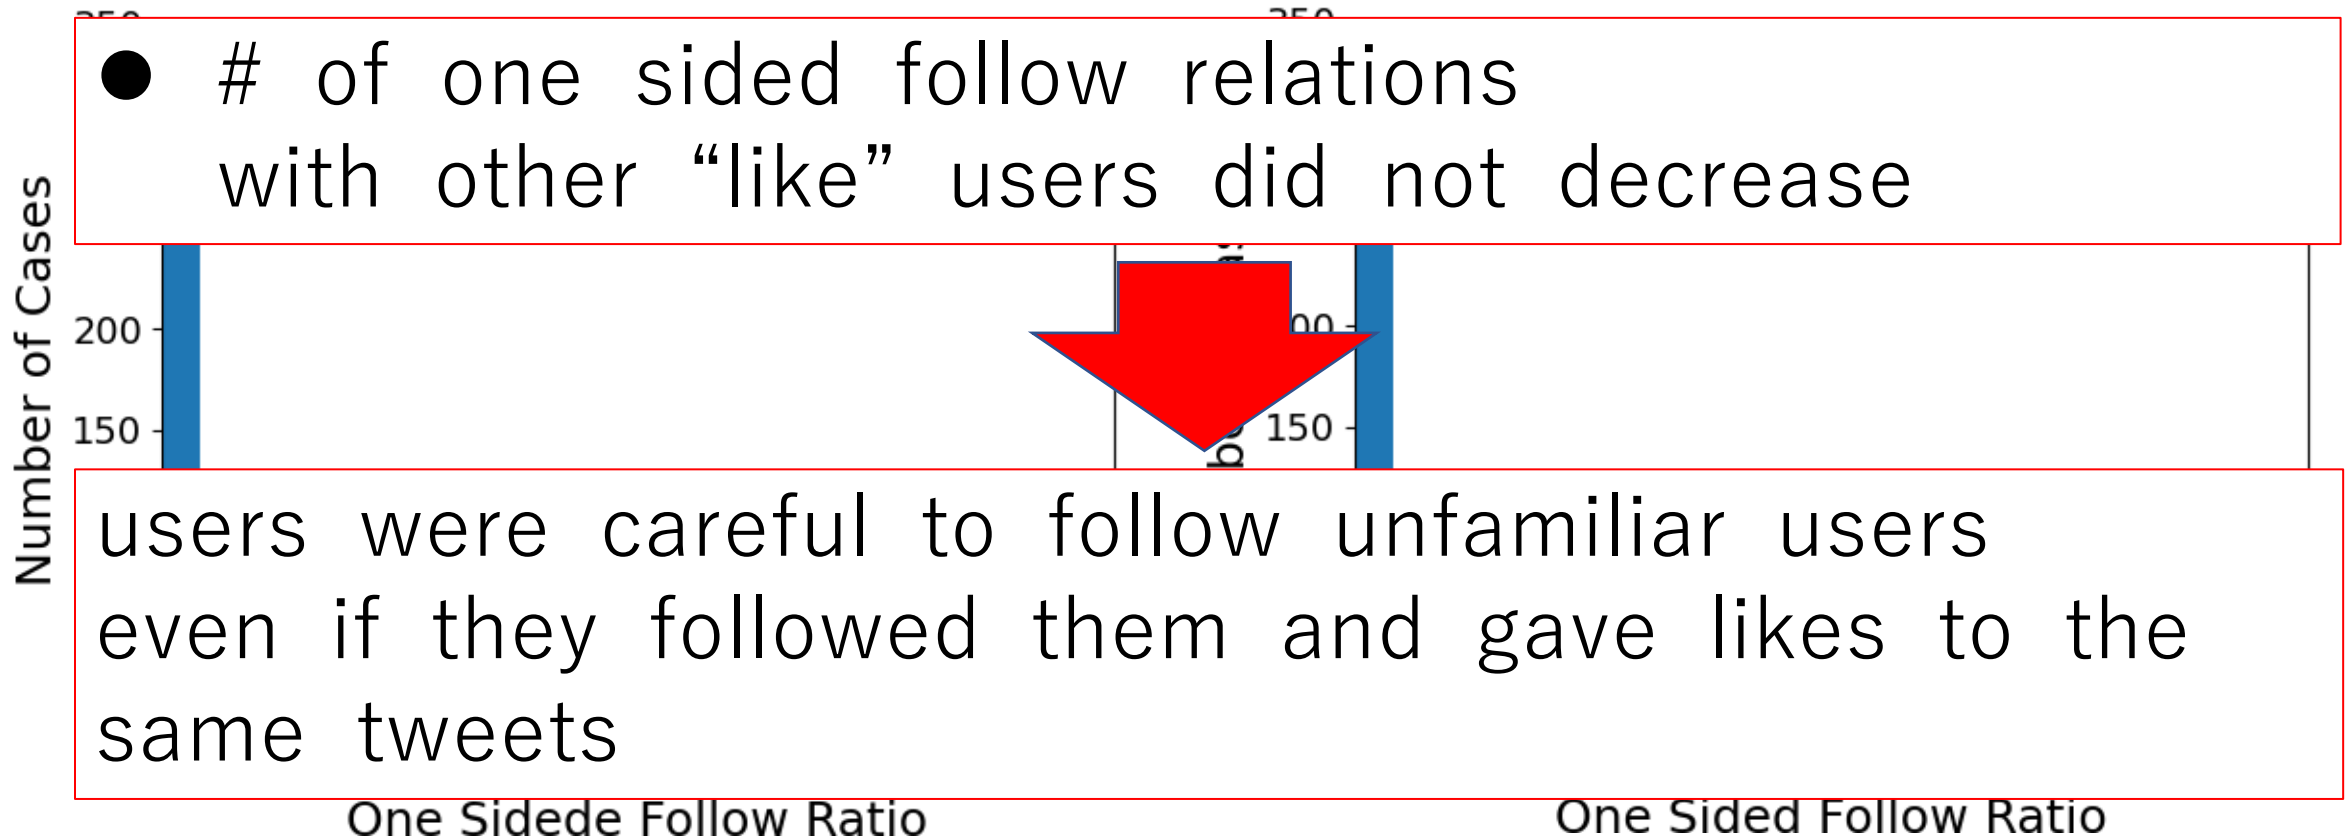 ● # of one sided follow relations
with other “like” users did not decrease
Number of Cases
200
150
150
users were careful to follow unfamiliar users
even if they followed them and gave likes to the
same tweets
One Sidede Follow Ratio
One Sided Follow Ratio